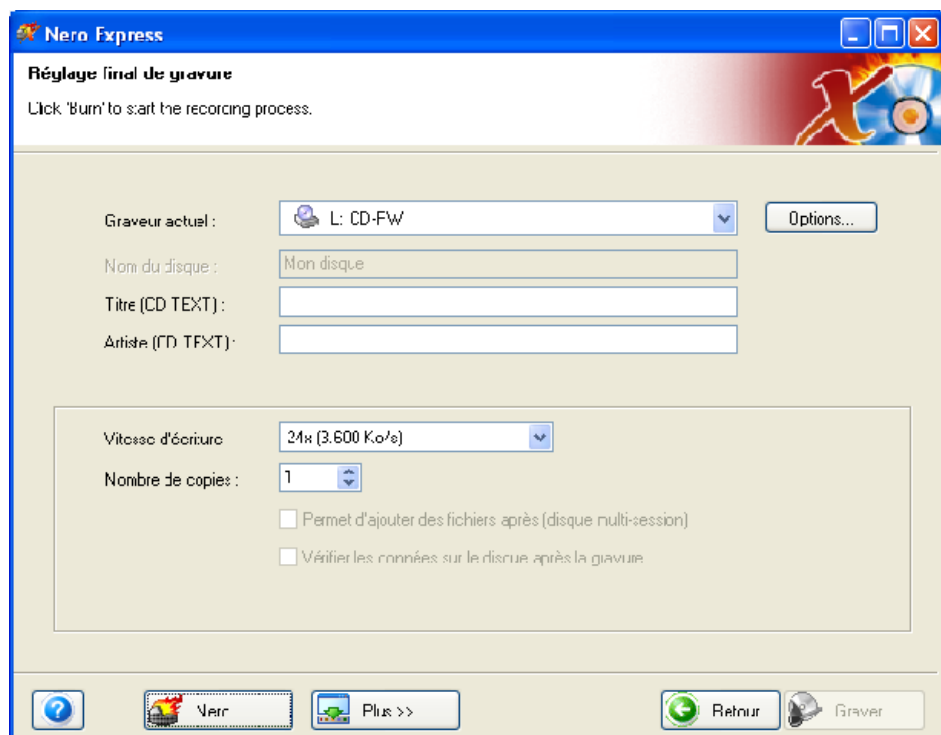 Nero Express
Réglage final de gravure
Click 'Burn' to start the recording process.
Graveur actuel :
L: CD-RW
Options...
Nom du disque :
Mon disque
Titre (CD TEXT) :
Artiste (CD TEXT) :
Vitesse d'écriture
24x (3.600 Ko/s)
Nombre de copies :
1
Permet d'ajouter des fichiers après (disque multi-session)
Vérifier les données sur le disque après la gravure
Nero
Plus >>
Retour
Graver